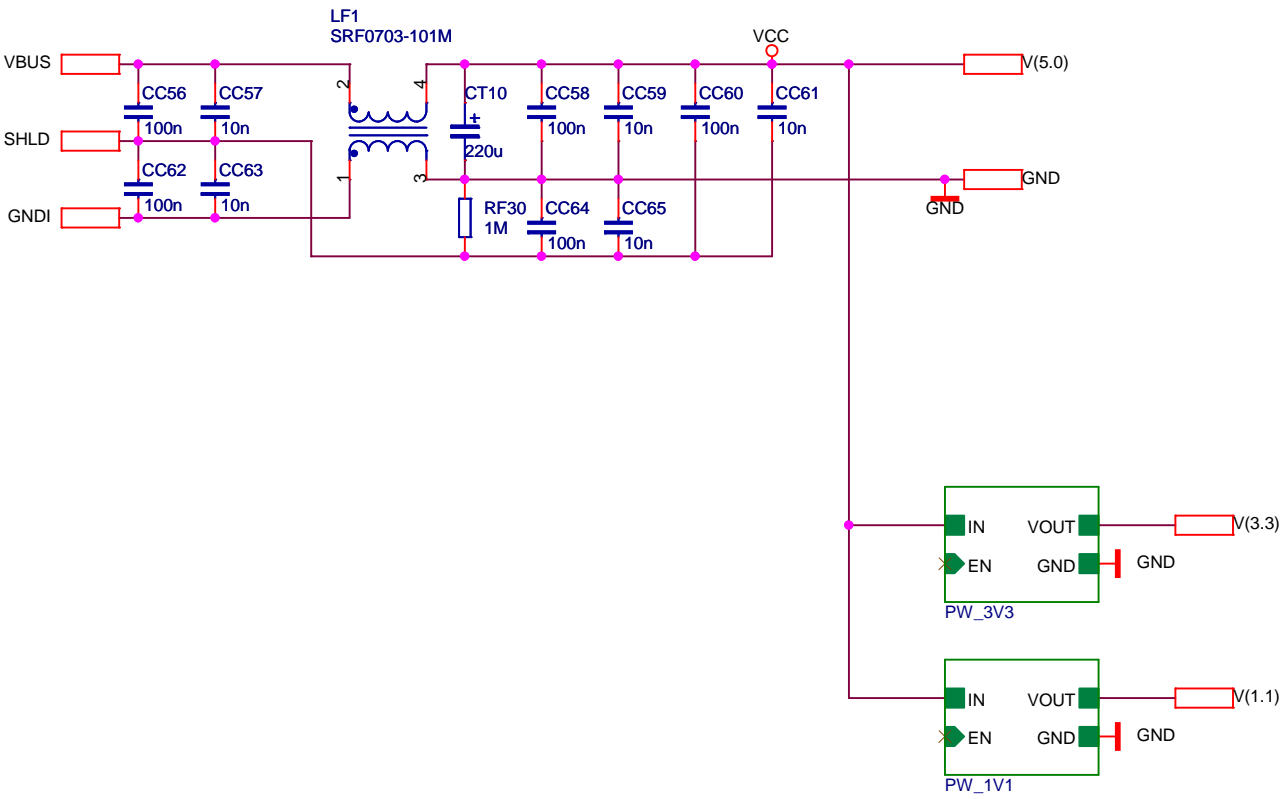 LF1
SRF0703-101M
VBUS
VCC
V(5.0)
2
4
CC56
CC57
CT10
CC58
CC59
CC60
CC61
+
100n
10n
220u
100n
10n
100n
10n
SHLD
CC62
CC63
1
3
GND
100n
10n
GNDI
RF30
1M
CC64
CC65
GND
100n
10n
IN
VOUT
V(3.3)
EN
GND
GND
PW_3V3
IN
VOUT
V(1.1)
EN
GND
GND
PW_1V1